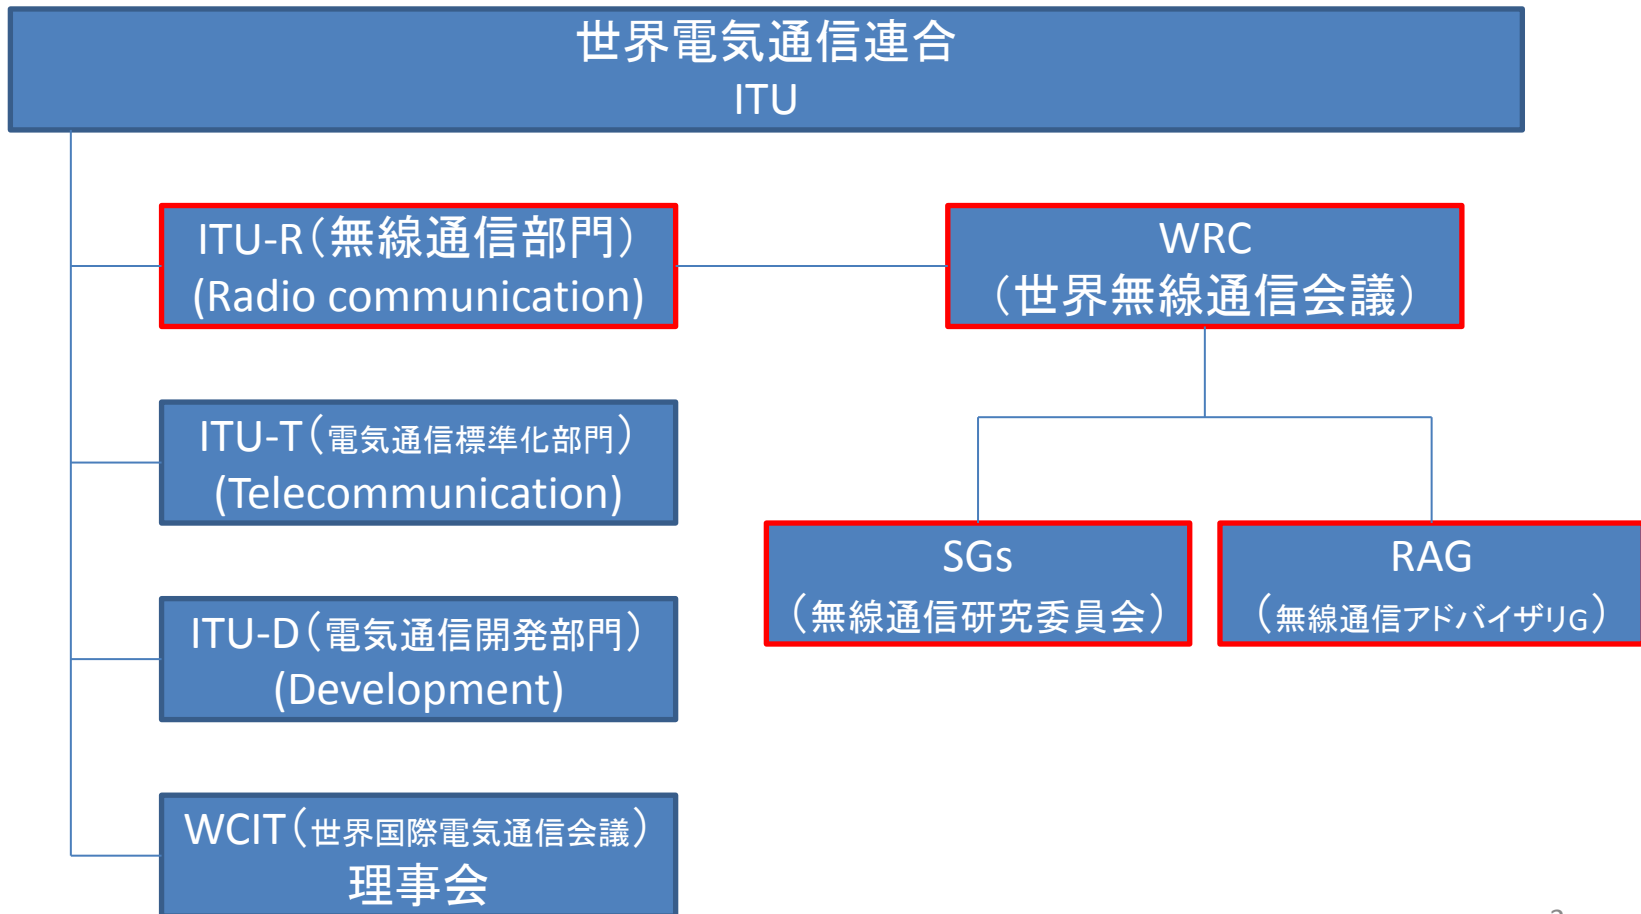 世界電気通信連合
ITU
ITU-R（無線通信部門）
(Radio communication)
WRC
（世界無線通信会議）
ITU-T（電気通信標準化部門）
(Telecommunication)
SGs
（無線通信研究委員会）
RAG
（無線通信アドバイザリG）
ITU-D（電気通信開発部門）
(Development)
WCIT（世界国際電気通信会議）
理事会